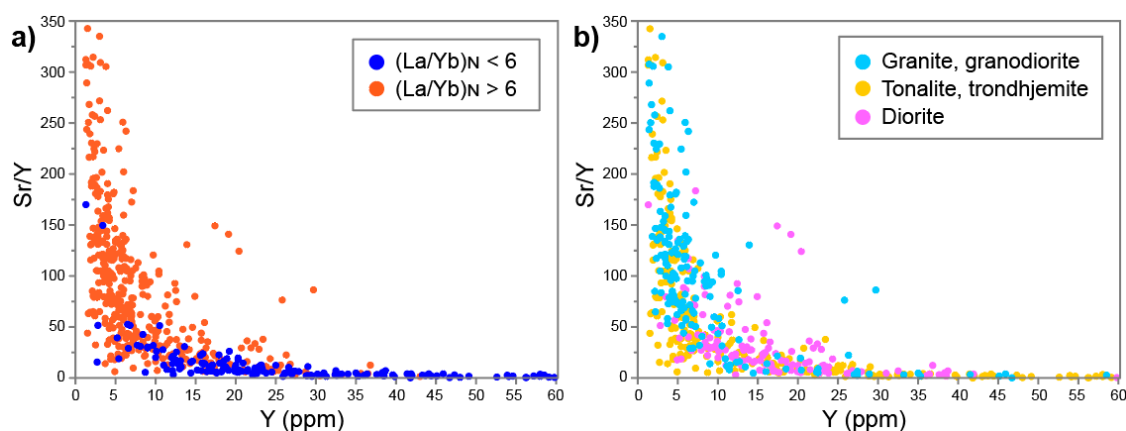 a)
(La/Yb)N < 6
(La/Yb)N > 6
Sr/Y
350
300
250
200
150
100
50
0
0 5 10 15 20 25 30 35 40 45 50 55 60
Y (ppm)
b)
Granite, granodiorite
Tonalite, trondhjemite
Diorite
Sr/Y
350
300
250
200
150
100
50
0
0 5 10 15 20 25 30 35 40 45 50 55 60
Y (ppm)